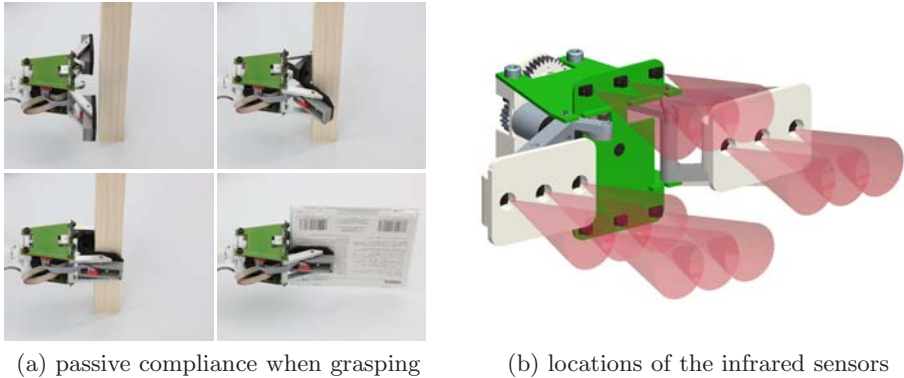 (a) passive compliance when grasping
(b) locations of the infrared sensors